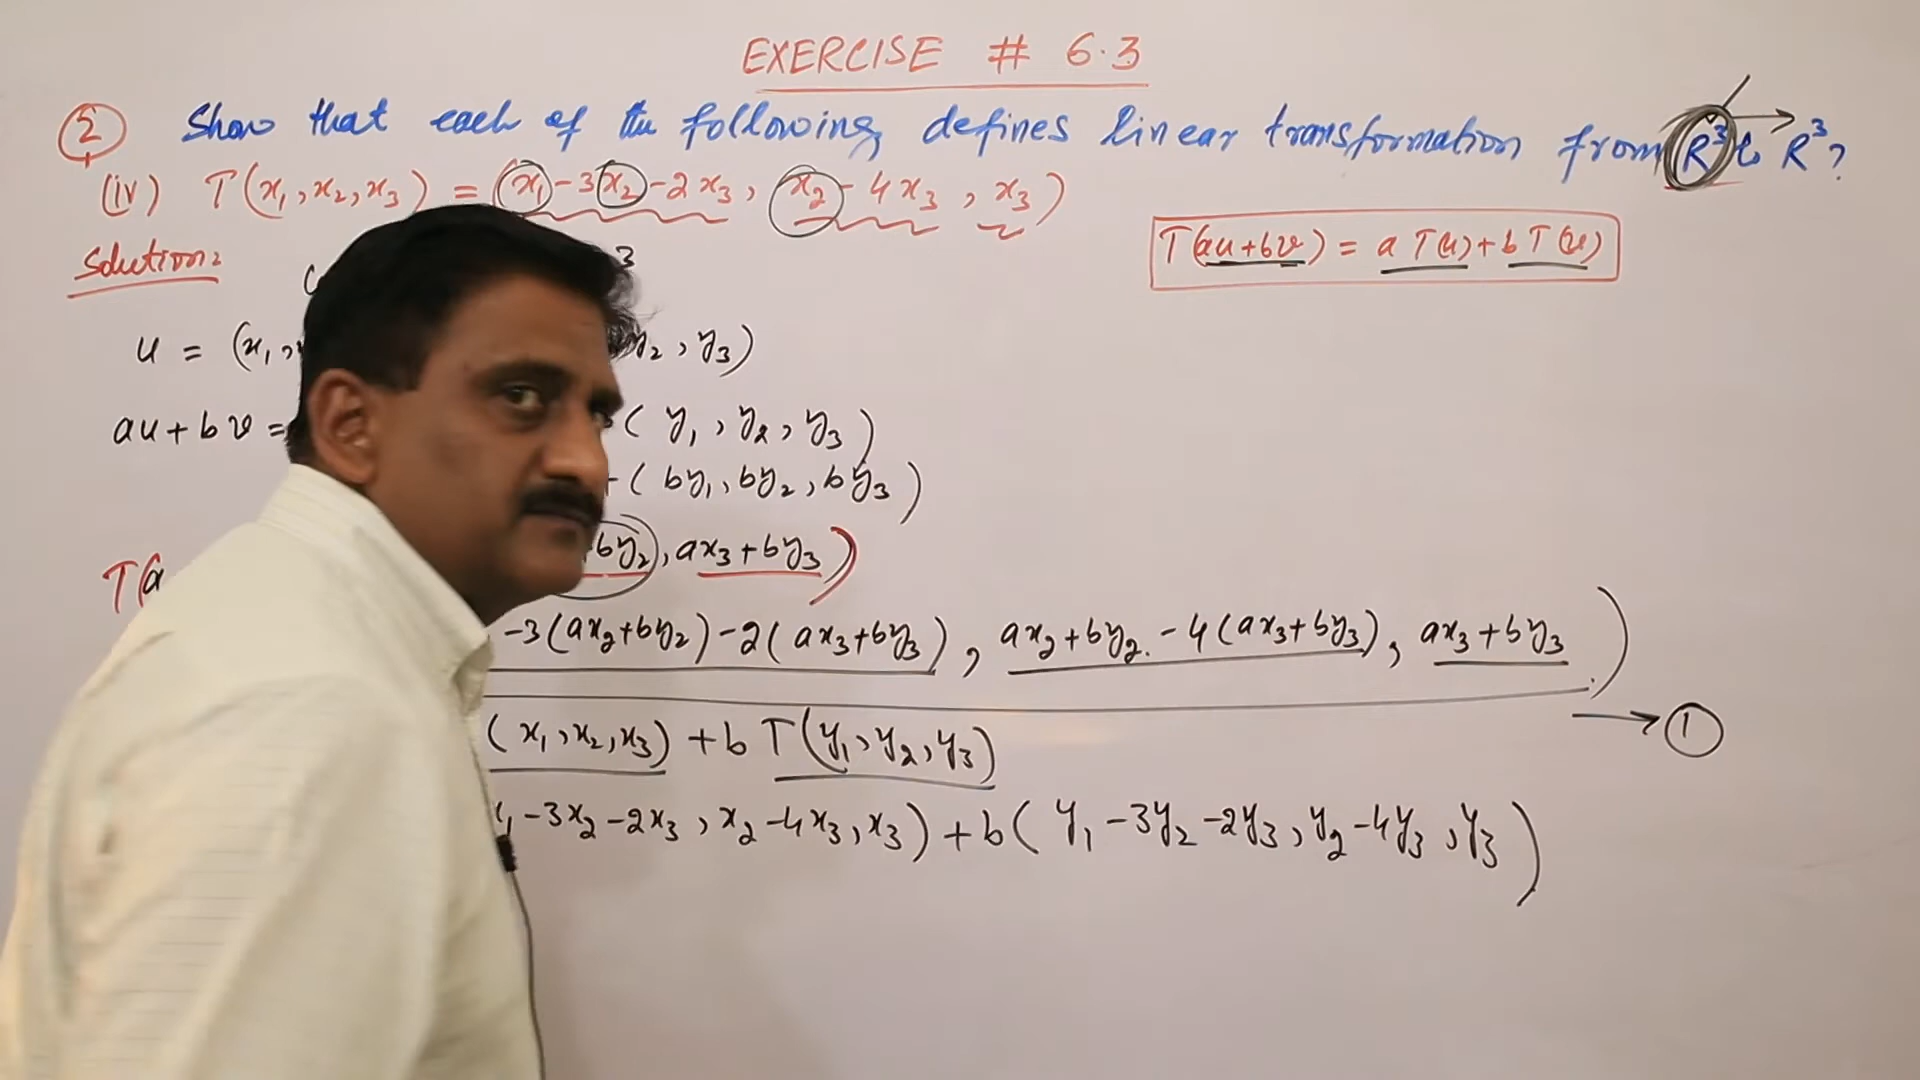 EXERCISE # 6.3
2 Show that each of the following defines linear transformation from R³ to R³?
(iv) T(x₁, x₂, x₃) = (x₁ - 3x₂ - 2x₃, x₂ - 4x₃, x₃)
T(au+bv) = a T(u) + b T(v)
Solution:
3
u = (x₁, y₂, y₃)
au + bv = ( y₁, y₂, y₃)
+ ( by₁, by₂, by₃)
T(a by₂), ax₃ + by₃)
-3(ax₂+by₂) - 2(ax₃+by₃), ax₂+by₂ - 4(ax₃+by₃), ax₃+by₃ )
→ 1
(x₁, x₂, x₃) + b T(y₁, y₂, y₃)
₁ - 3x₂ - 2x₃, x₂ - 4x₃, x₃) + b( y₁ - 3y₂ - 2y₃, y₂ - 4y₃, y₃ )